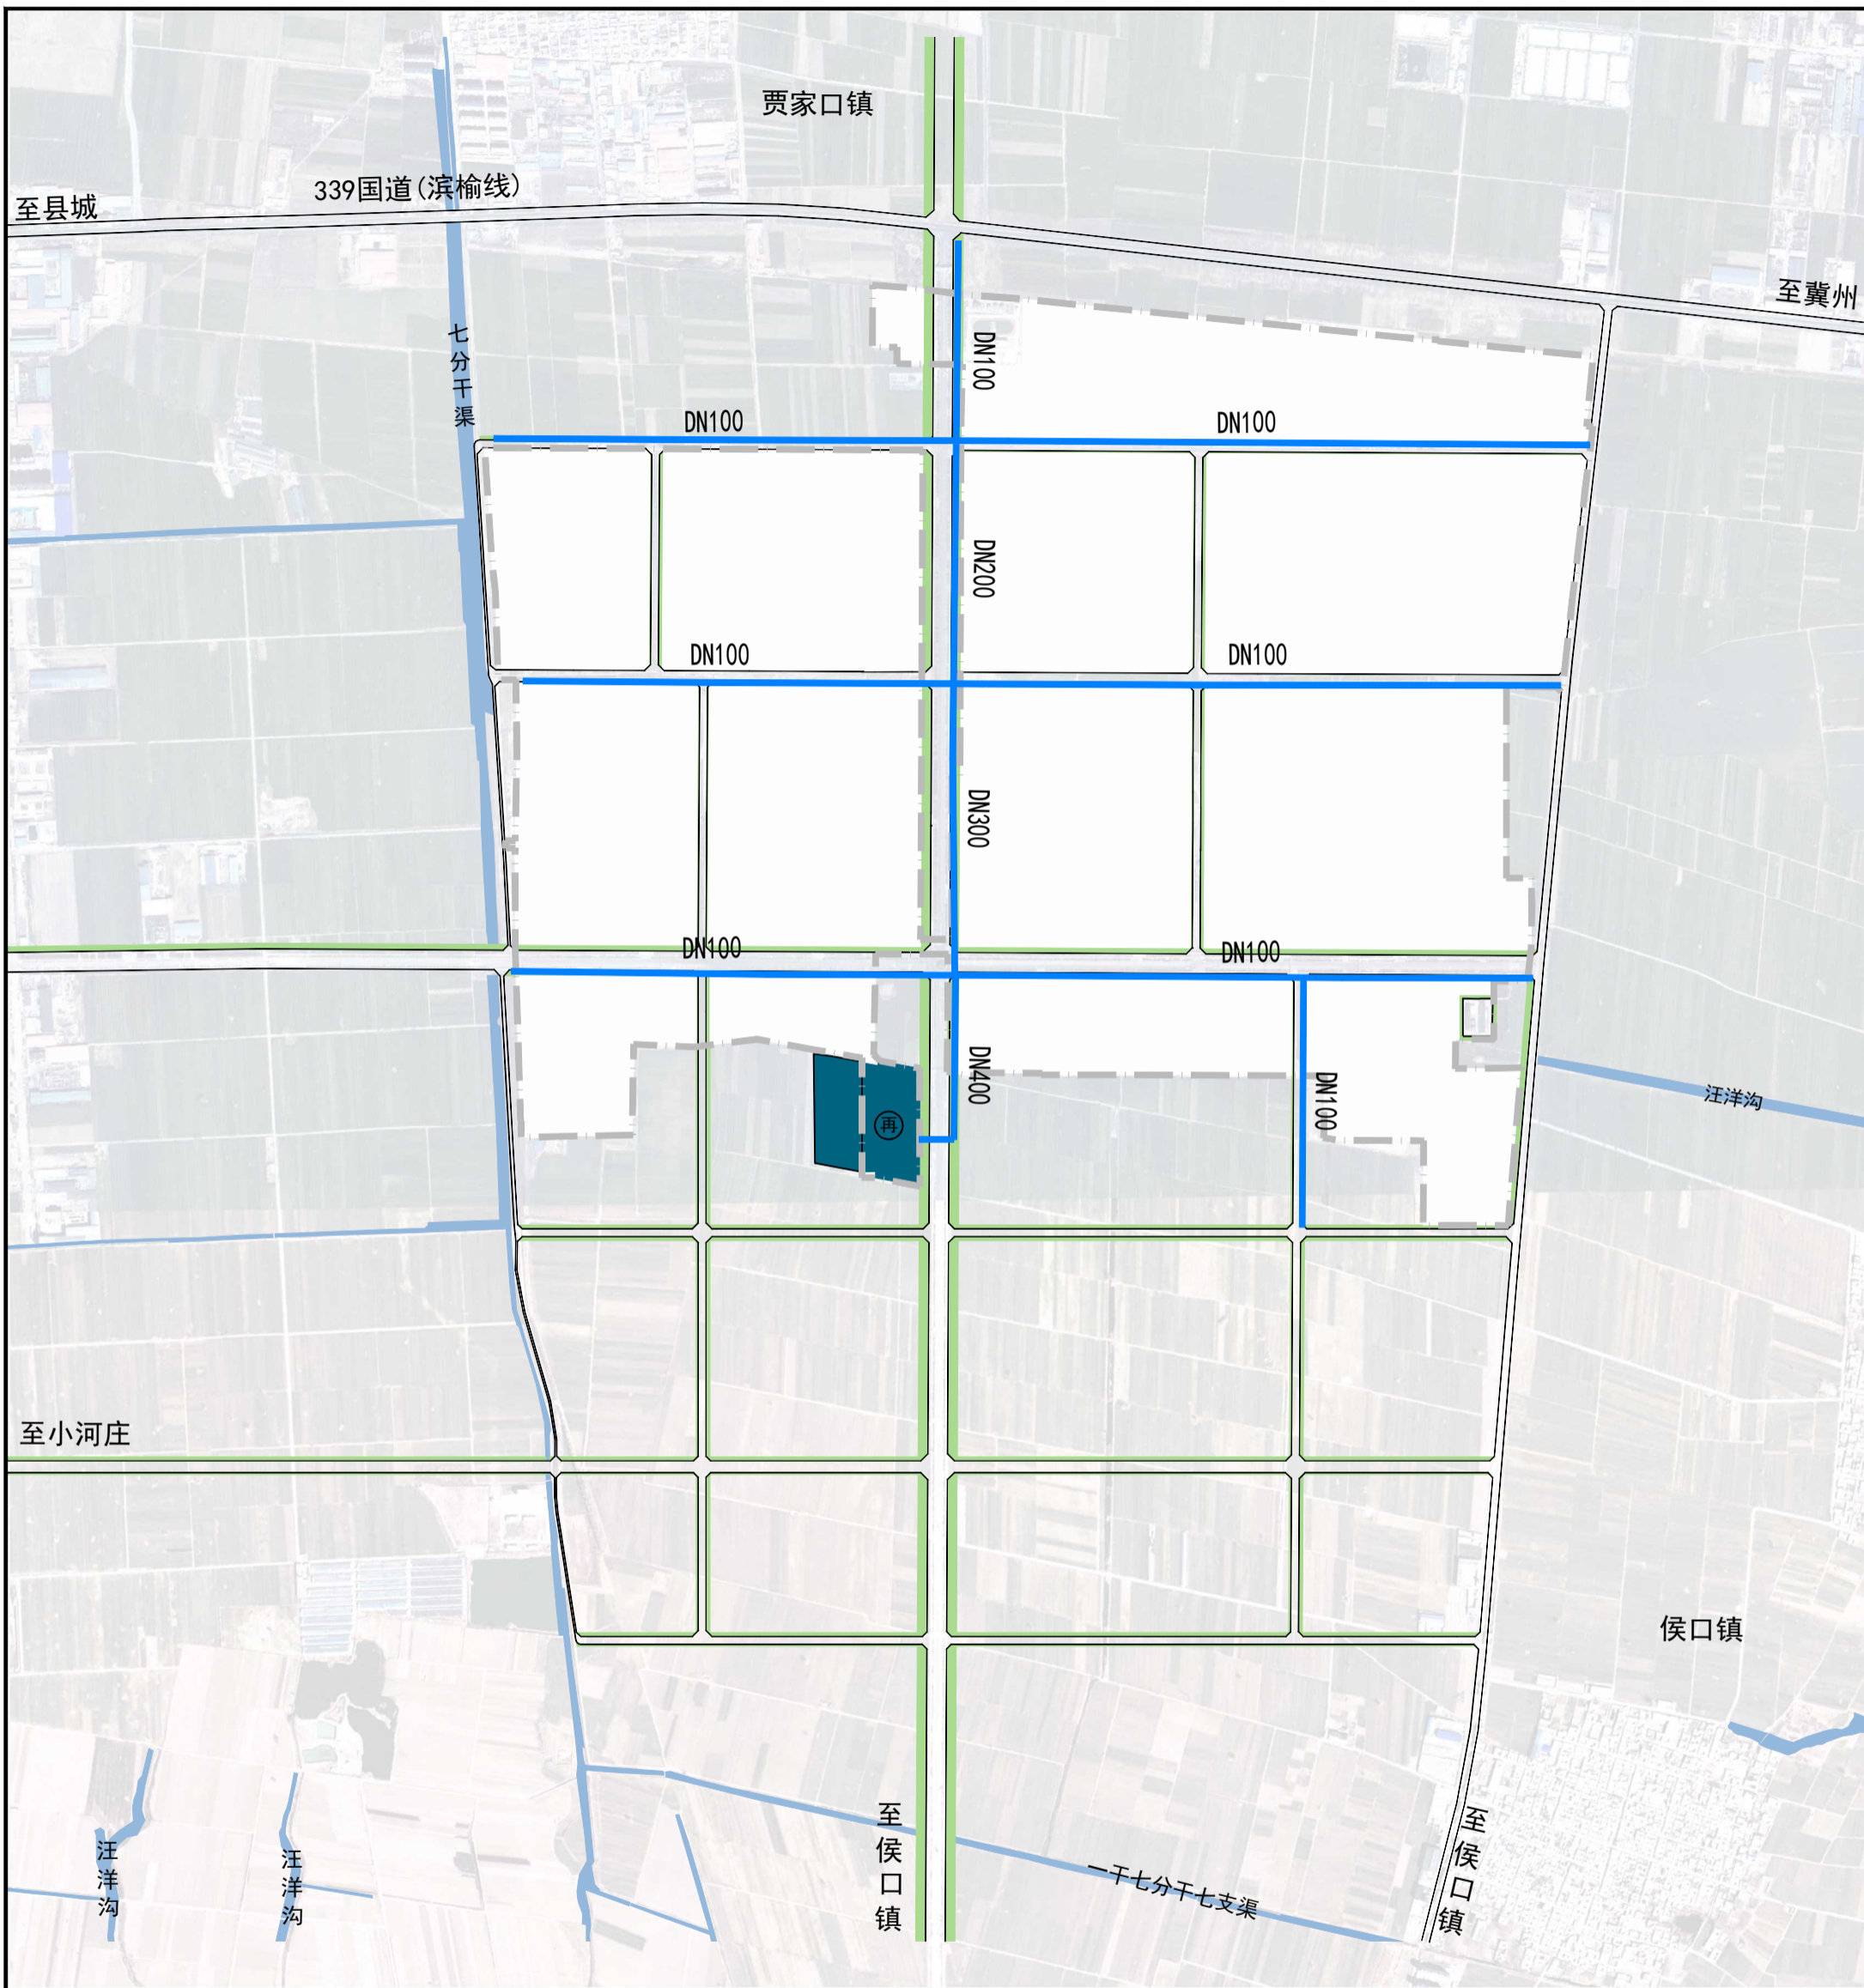 贾家口镇
339国道(滨榆线)
至县城
至冀州
七分干渠
DN100
DN100
DN100
DN200
DN100
DN100
DN300
DN100
DN100
DN400
DN100
再
汪洋沟
至小河庄
侯口镇
至侯口镇
至侯口镇
汪洋沟
汪洋沟
一干七分干七支渠